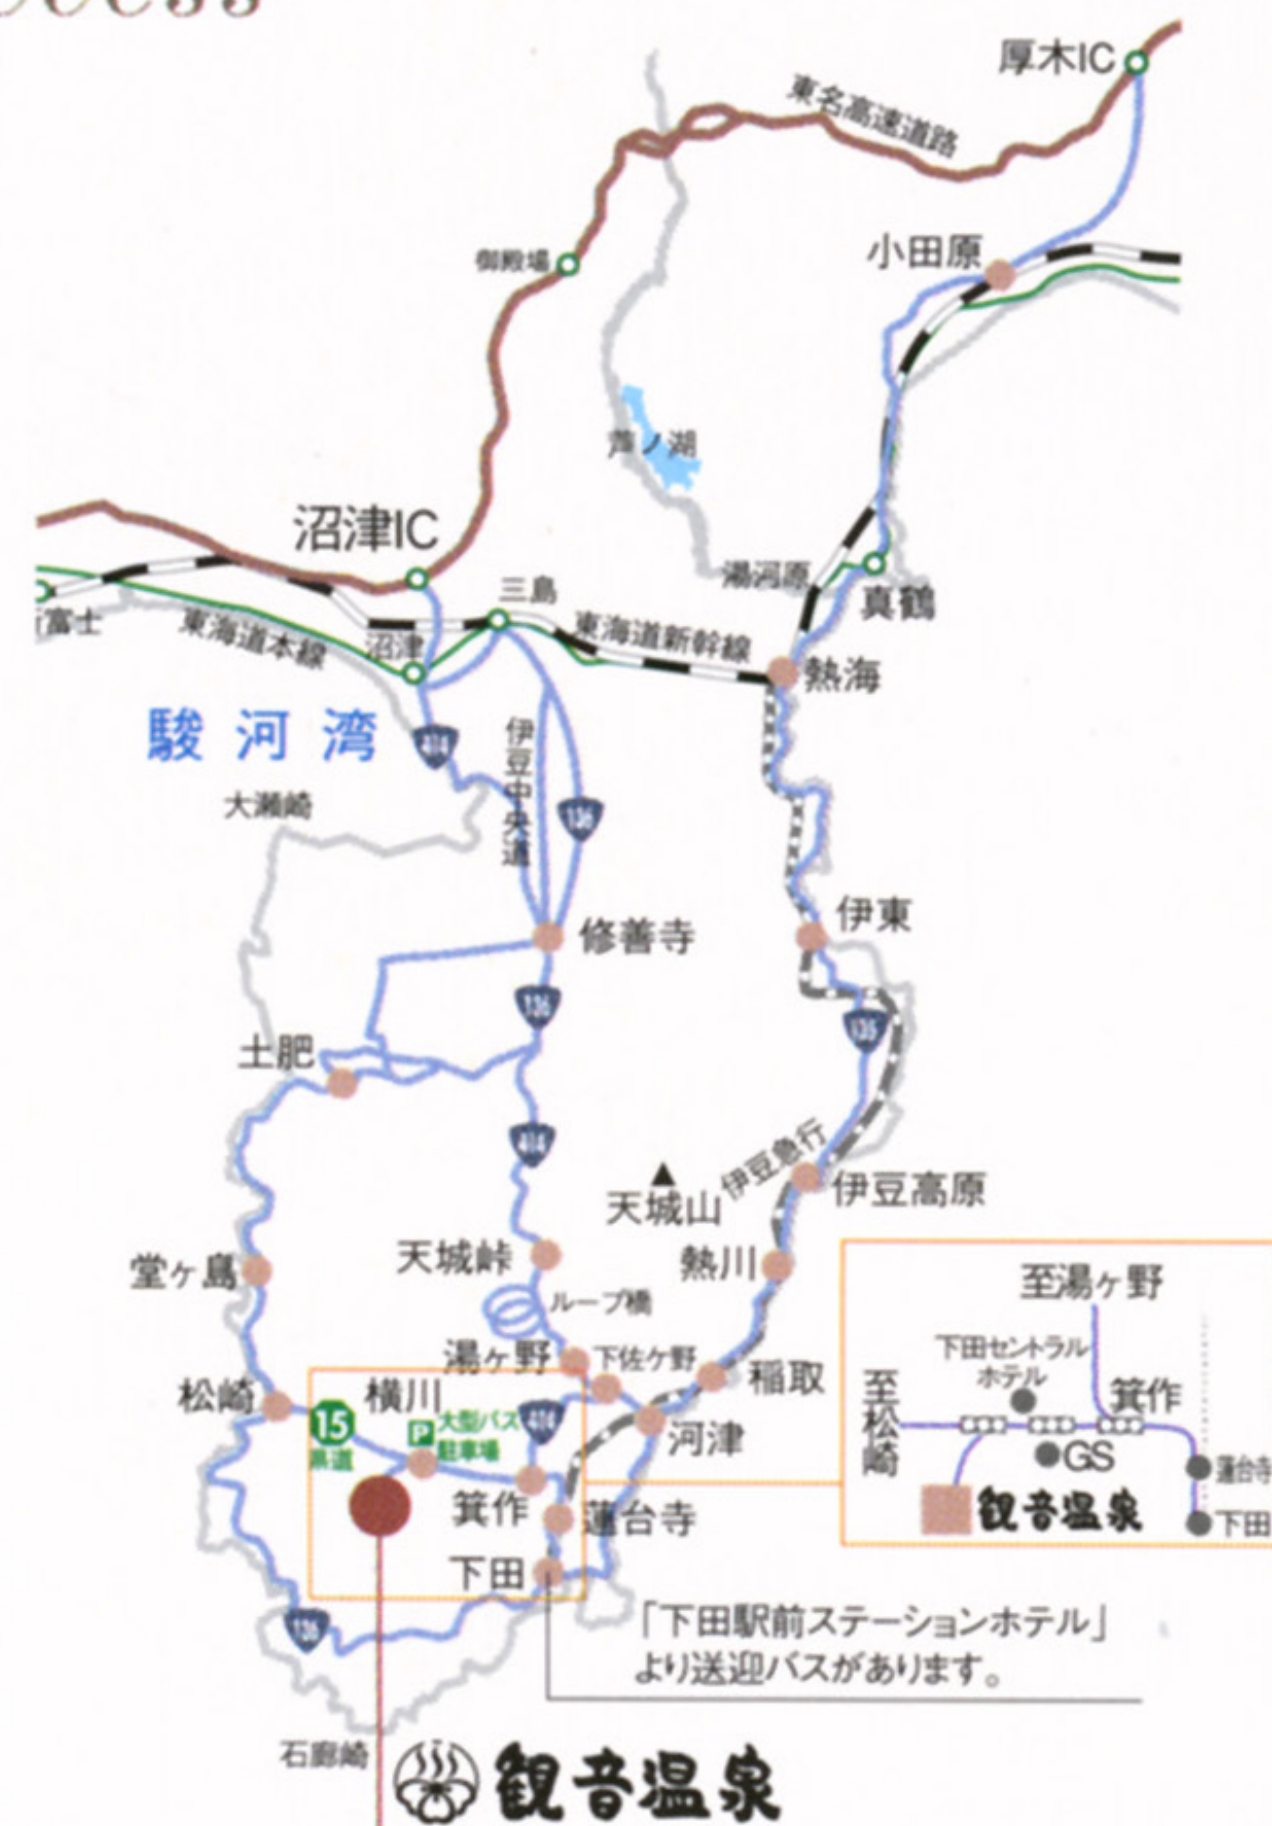 厚木IC
東名高速道路
小田原
御殿場
芦ノ湖
沼津IC
三島
湯河原
真鶴
富士
東海道本線
沼津
東海道新幹線
熱海
駿河湾
414
伊豆中央道
大瀬崎
136
修善寺
伊東
136
135
土肥
414
伊豆急行
天城山
伊豆高原
天城峠
熱川
堂ヶ島
ループ橋
湯ヶ野
下佐ケ野
稲取
松崎
横川
15
県道
P
大型バス
駐車場
414
河津
箕作
蓮台寺
下田
至湯ヶ野
下田セントラル
ホテル
至松崎
箕作
GS
蓮台寺
観音温泉
下田
136
「下田駅前ステーションホテル」
より送迎バスがあります。
石廊崎
観音温泉